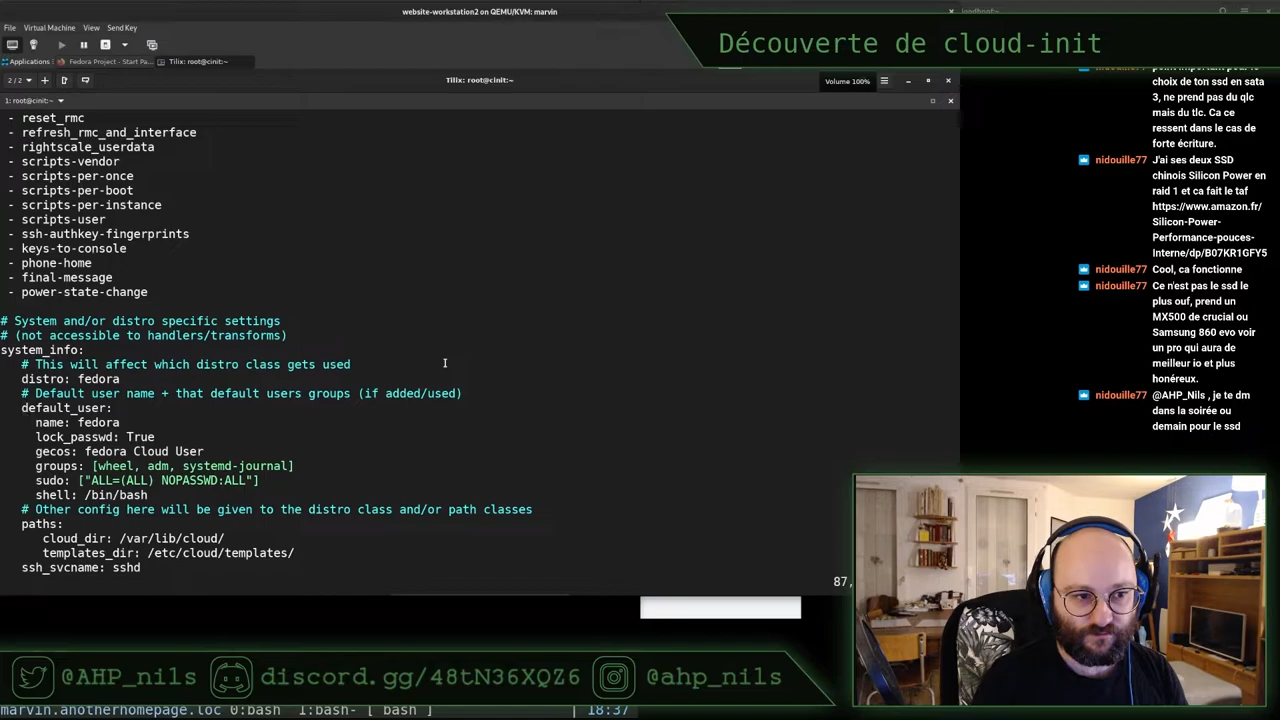 website-workstation2 on QEMU/KVM: marvin
File Virtual Machine View Send Key
Applications
Fedora Project - Start Pa...
Tilix: root@cinit:~
2/2
Tilix: root@cinit:~
Volume 100%
1: root@cinit:~
- reset_rmc
- refresh_rmc_and_interface
- rightscale_userdata
- scripts-vendor
- scripts-per-once
- scripts-per-boot
- scripts-per-instance
- scripts-user
- ssh-authkey-fingerprints
- keys-to-console
- phone-home
- final-message
- power-state-change
# System and/or distro specific settings
# (not accessible to handlers/transforms)
system_info:
# This will affect which distro class gets used
distro: fedora
# Default user name + that default users groups (if added/used)
default_user:
name: fedora
lock_passwd: True
gecos: fedora Cloud User
groups: [wheel, adm, systemd-journal]
sudo: ["ALL=(ALL) NOPASSWD:ALL"]
shell: /bin/bash
# Other config here will be given to the distro class and/or path classes
paths:
cloud_dir: /var/lib/cloud/
templates_dir: /etc/cloud/templates/
ssh_svcname: sshd
87,
Découverte de cloud-init
choix de ton ssd en sata
3, ne prend pas du qlc
mais du tlc. Ca ce
ressent dans le cas de
forte écriture.
nidouille77 J'ai ses deux SSD
chinois Silicon Power en
raid 1 et ca fait le taf
https://www.amazon.fr/
Silicon-Power-
Performance-pouces-
Interne/dp/B07KR1GFY5
nidouille77 Cool, ca fonctionne
nidouille77 Ce n'est pas le ssd le
plus ouf, prend un
MX500 de crucial ou
Samsung 860 evo voir
un pro qui aura de
meilleur io et plus
honéreux.
nidouille77 @AHP_Nils , je te dm
dans la soirée ou
demain pour le ssd
@AHP_nils discord.gg/48tN36XQZ6 @ahp_nils
marvin.anotherhomepage.loc 0:bash 1:bash- [ bash ] | 18:37